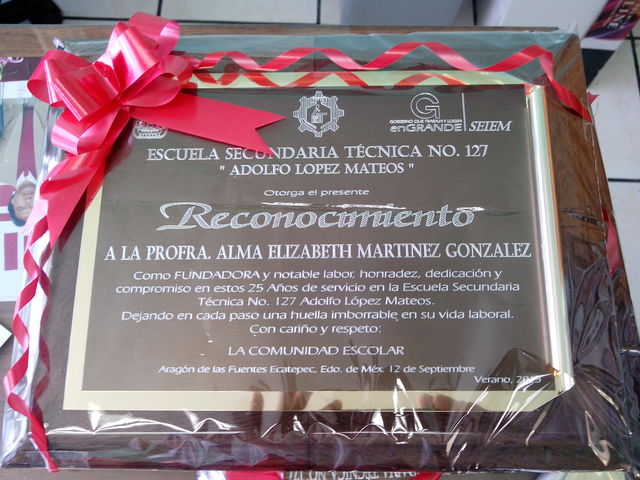 GOBIERNO QUE TRABAJA Y LOGRA
enGRANDE
SEIEM
ESCUELA SECUNDARIA TÉCNICA NO. 127
" ADOLFO LOPEZ MATEOS "
Otorga el presente
Reconocimiento
A LA PROFRA. ALMA ELIZABETH MARTINEZ GONZALEZ
Como FUNDADORA y notable labor, honradez, dedicación y
compromiso en estos 25 Años de servicio en la Escuela Secundaria
Técnica No. 127 Adolfo López Mateos.
Dejando en cada paso una huella imborrable en su vida laboral.
Con cariño y respeto:
LA COMUNIDAD ESCOLAR
Aragón de las Fuentes Ecatepec, Edo. de Méx. 12 de Septiembre
Verano, 2013